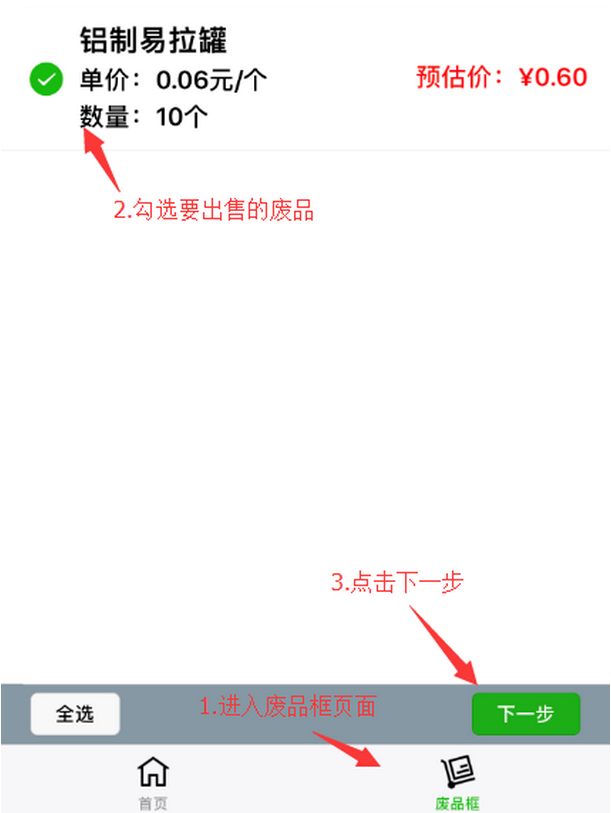 铝制易拉罐
单价：0.06元/个
预估价：¥0.60
数量：10个
2.勾选要出售的废品
3.点击下一步
全选
1.进入废品框页面
下一步
首页
废品框